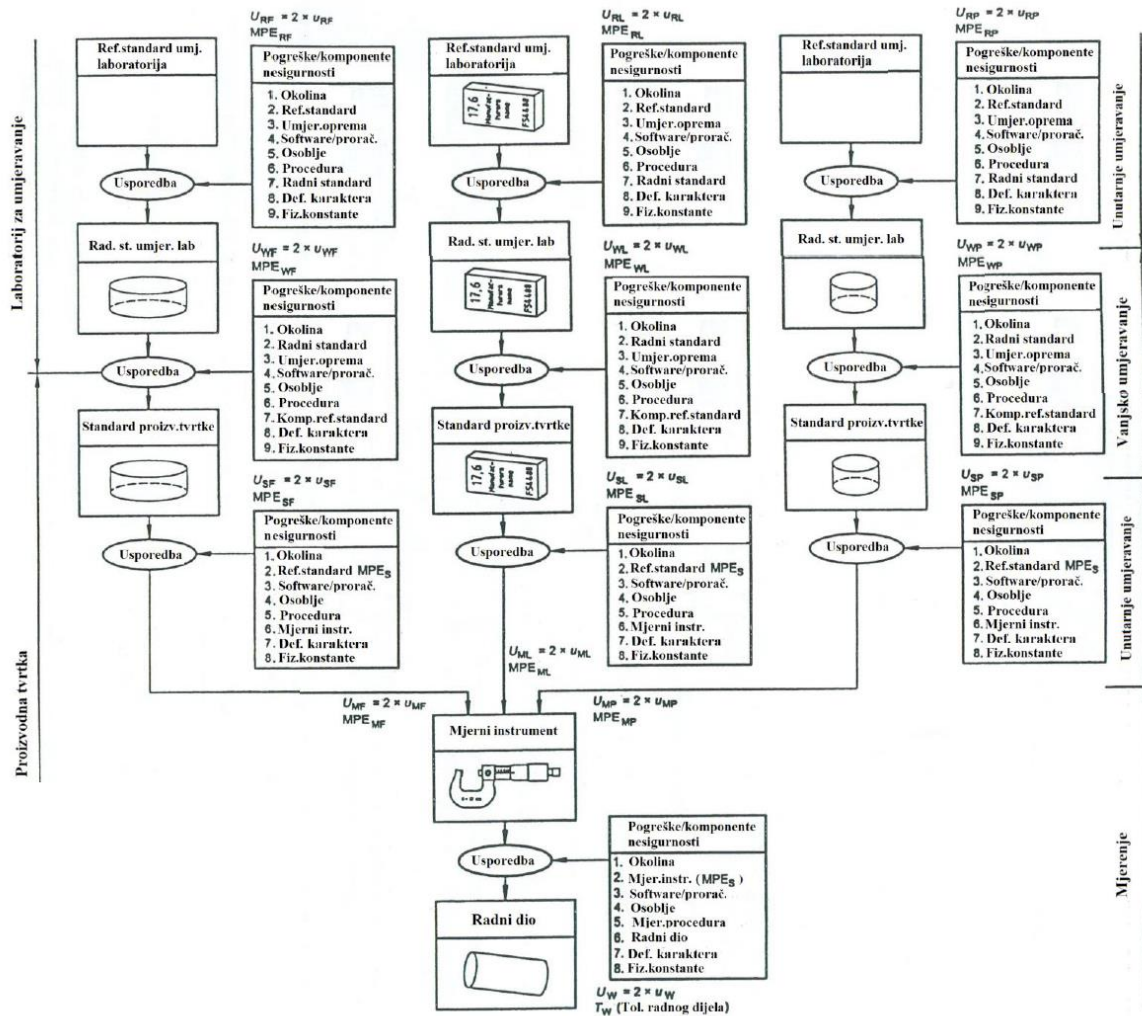 Laboratorij za umjeravanje
Proizvodna tvrtka
U_RF = 2 × u_RF
MPE_RF
Ref.standard umj.
laboratorija
Pogreške/komponente
nesigurnosti
1. Okolina
2. Ref.standard
3. Umjer.oprema
4. Software/prorač.
5. Osoblje
6. Procedura
7. Radni standard
8. Def. karaktera
9. Fiz.konstante
Usporedba
Rad. st. umjer. lab
U_WF = 2 × u_WF
MPE_WF
Pogreške/komponente
nesigurnosti
1. Okolina
2. Radni standard
3. Umjer.oprema
4. Software/prorač.
5. Osoblje
6. Procedura
7. Komp.ref.standard
8. Def. karaktera
9. Fiz.konstante
Usporedba
Standard proizv.tvrtke
U_SF = 2 × u_SF
MPE_SF
Pogreške/komponente
nesigurnosti
1. Okolina
2. Ref.standard MPE_S
3. Software/prorač.
4. Osoblje
5. Procedura
6. Mjerni instr.
7. Def. karaktera
8. Fiz.konstante
Usporedba
U_MF = 2 × u_MF
MPE_MF
U_RL = 2 × u_RL
MPE_RL
Ref.standard umj.
laboratorija
17,6
Manufac-
turers
name
FS4488
Pogreške/komponente
nesigurnosti
1. Okolina
2. Ref.standard
3. Umjer.oprema
4. Software/prorač.
5. Osoblje
6. Procedura
7. Radni standard
8. Def. karaktera
9. Fiz.konstante
Usporedba
Rad. st. umjer. lab
17,6
Manufac-
turers
name
FS4488
U_WL = 2 × u_WL
MPE_WL
Pogreške/komponente
nesigurnosti
1. Okolina
2. Radni standard
3. Umjer.oprema
4. Software/prorač.
5. Osoblje
6. Procedura
7. Komp.ref.standard
8. Def. karaktera
9. Fiz.konstante
Usporedba
Standard proizv.tvrtke
17,6
Manufac-
turers
name
FS4488
U_SL = 2 × u_SL
MPE_SL
Pogreške/komponente
nesigurnosti
1. Okolina
2. Ref.standard MPE_S
3. Software/prorač.
4. Osoblje
5. Procedura
6. Mjerni instr.
7. Def. karaktera
8. Fiz.konstante
Usporedba
U_ML = 2 × u_ML
MPE_ML
U_RP = 2 × u_RP
MPE_RP
Ref.standard umj.
laboratorija
Pogreške/komponente
nesigurnosti
1. Okolina
2. Ref.standard
3. Umjer.oprema
4. Software/prorač.
5. Osoblje
6. Procedura
7. Radni standard
8. Def. karaktera
9. Fiz.konstante
Usporedba
Rad. st. umjer. lab
U_WP = 2 × u_WP
MPE_WP
Pogreške/komponente
nesigurnosti
1. Okolina
2. Radni standard
3. Umjer.oprema
4. Software/prorač.
5. Osoblje
6. Procedura
7. Komp.ref.standard
8. Def. karaktera
9. Fiz.konstante
Usporedba
Standard proizv.tvrtke
U_SP = 2 × u_SP
MPE_SP
Pogreške/komponente
nesigurnosti
1. Okolina
2. Ref.standard MPE_S
3. Software/prorač.
4. Osoblje
5. Procedura
6. Mjerni instr.
7. Def. karaktera
8. Fiz.konstante
Usporedba
U_MP = 2 × u_MP
MPE_MP
Mjerni instrument
Usporedba
Pogreške/komponente
nesigurnosti
1. Okolina
2. Mjer.instr. (MPE_S )
3. Software/prorač.
4. Osoblje
5. Mjer.procedura
6. Radni dio
7. Def. karaktera
8. Fiz.konstante
Radni dio
U_W = 2 × u_W
T_W (Tol. radnog dijela)
Unutarnje umjeravanje
Vanjsko umjeravanje
Unutarnje umjeravanje
Mjerenje